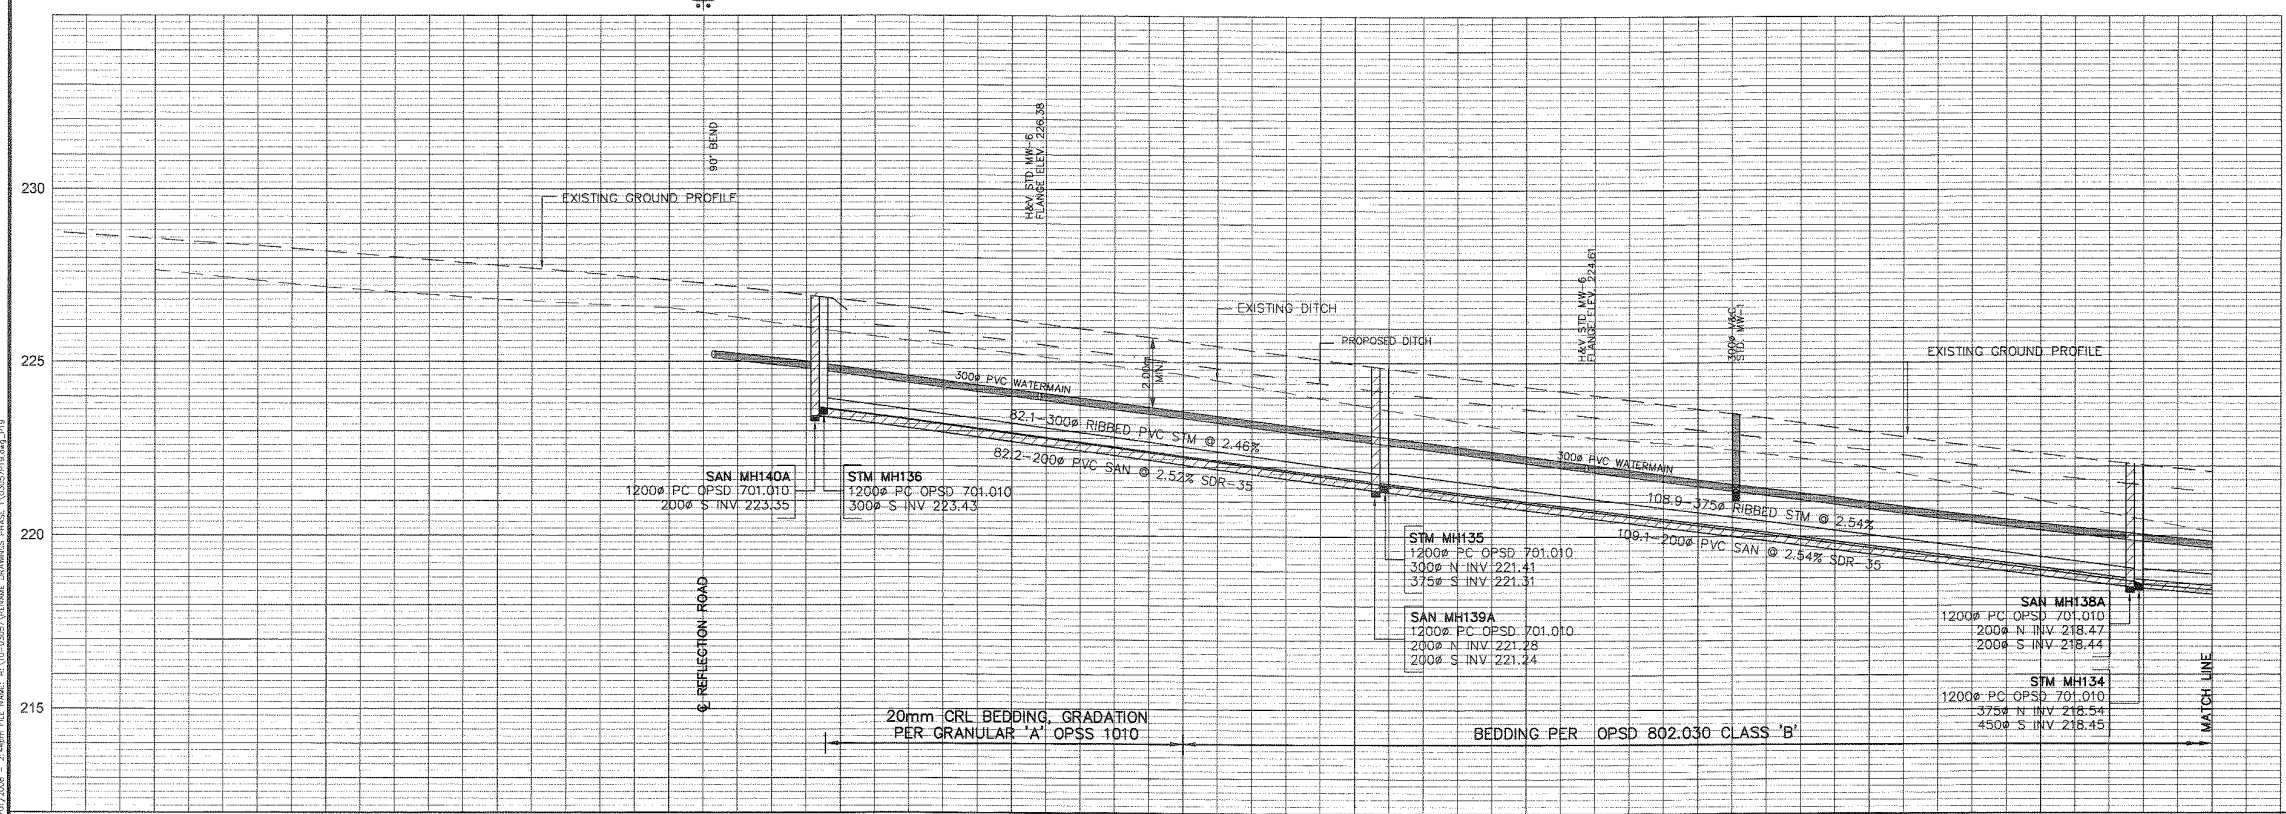 230
225
220
215
90° BEND
EXISTING GROUND PROFILE
H&V STD MW-6
FLANGE ELEV. 226.38
EXISTING DITCH
PROPOSED DITCH
2.00m
MIN.
H&V STD MW-6
FLANGE ELEV. 224.61
300ø V&C
STD. MW-1
EXISTING GROUND PROFILE
300ø PVC WATERMAIN
82.1-300ø RIBBED PVC STM @ 2.46%
82.2-200ø PVC SAN @ 2.52% SDR-35
300ø PVC WATERMAIN
108.9-375ø RIBBED STM @ 2.54%
109.1-200ø PVC SAN @ 2.54% SDR-35
SAN MH140A
1200ø PC OPSD 701.010
200ø S INV 223.35
STM MH136
1200ø PC OPSD 701.010
300ø S INV 223.43
STM MH135
1200ø PC OPSD 701.010
300ø N INV 221.41
375ø S INV 221.31
SAN MH139A
1200ø PC OPSD 701.010
200ø N INV 221.28
200ø S INV 221.24
SAN MH138A
1200ø PC OPSD 701.010
200ø N INV 218.47
200ø S INV 218.44
STM MH134
1200ø PC OPSD 701.010
375ø N INV 218.54
450ø S INV 218.45
℄ REFLECTION ROAD
MATCH LINE
20mm CRL BEDDING, GRADATION
PER GRANULAR 'A' OPSS 1010
BEDDING PER OPSD 802.030 CLASS 'B'